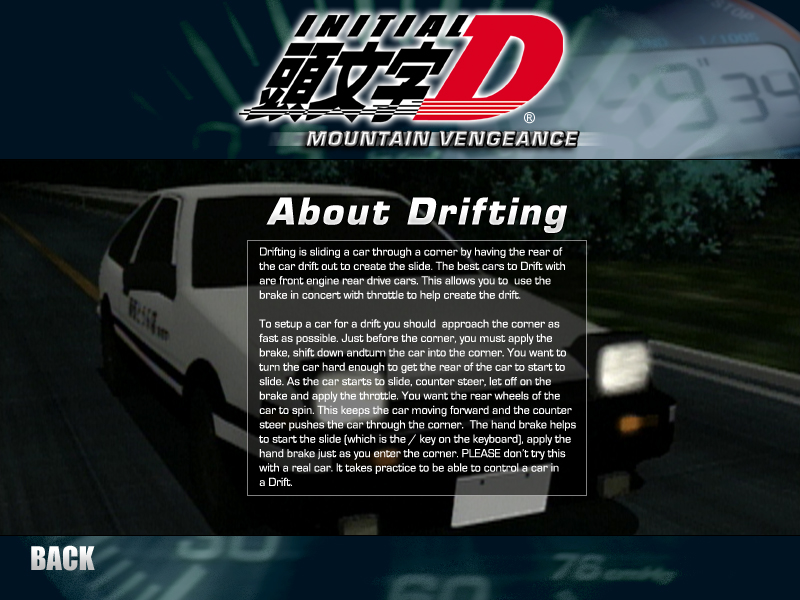 INITIAL
頭文字D
®
MOUNTAIN VENGEANCE
STOP
1/100S
34
About Drifting
Drifting is sliding a car through a corner by having the rear of
the car drift out to create the slide. The best cars to Drift with
are front engine rear drive cars. This allows you to  use the
brake in concert with throttle to help create the drift.
To setup a car for a drift you should  approach the corner as
fast as possible. Just before the corner, you must apply the
brake, shift down andturn the car into the corner. You want to
turn the car hard enough to get the rear of the car to start to
slide. As the car starts to slide, counter steer, let off on the
brake and apply the throttle. You want the rear wheels of the
car to spin. This keeps the car moving forward and the counter
steer pushes the car through the corner.  The hand brake helps
to start the slide (which is the / key on the keyboard), apply the
hand brake just as you enter the corner. PLEASE don't try this
with a real car. It takes practice to be able to control a car in
a Drift.
BACK
60
76